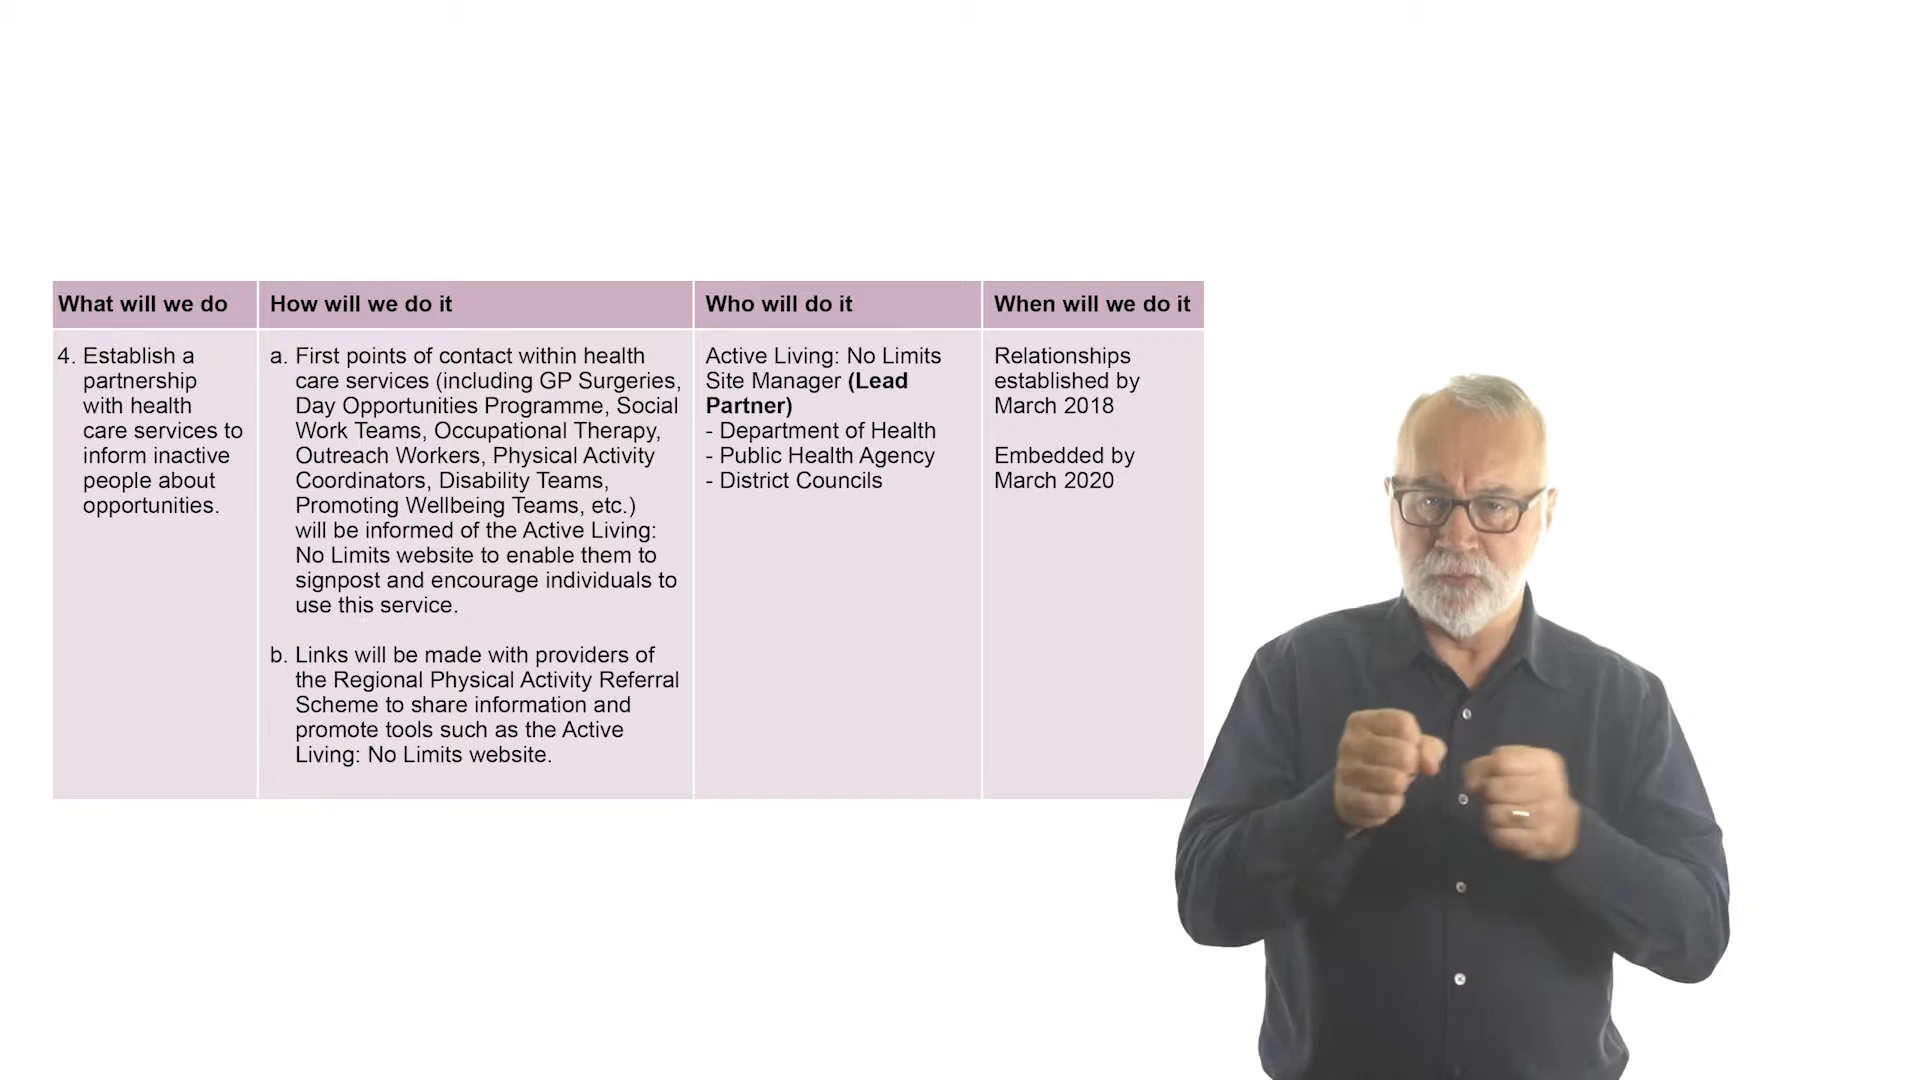 What will we do
How will we do it
Who will do it
When will we do it
4. Establish a
partnership
with health
care services to
inform inactive
people about
opportunities.
a. First points of contact within health
care services (including GP Surgeries,
Day Opportunities Programme, Social
Work Teams, Occupational Therapy,
Outreach Workers, Physical Activity
Coordinators, Disability Teams,
Promoting Wellbeing Teams, etc.)
will be informed of the Active Living:
No Limits website to enable them to
signpost and encourage individuals to
use this service.
b. Links will be made with providers of
the Regional Physical Activity Referral
Scheme to share information and
promote tools such as the Active
Living: No Limits website.
Active Living: No Limits
Site Manager (Lead
Partner)
- Department of Health
- Public Health Agency
- District Councils
Relationships
established by
March 2018
Embedded by
March 2020